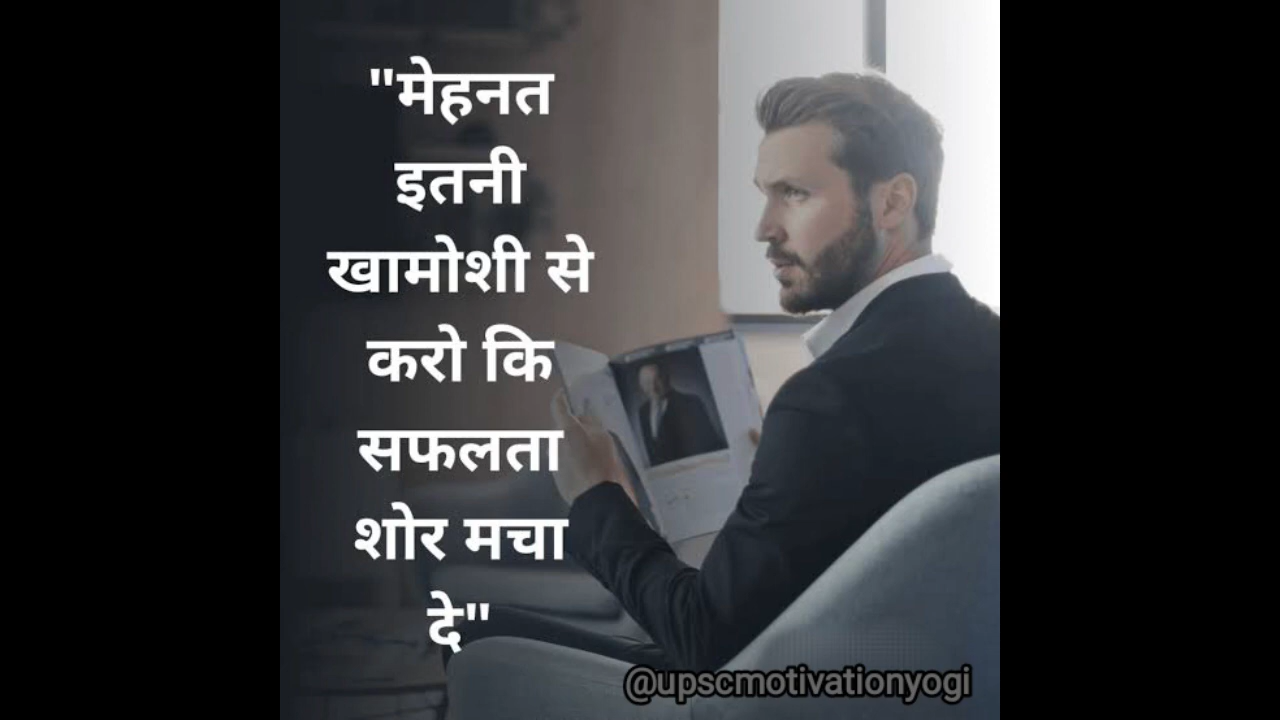 "मेहनत
इतनी
खामोशी से
करो कि
सफलता
शोर मचा
दे"
@upscmotivationyogi